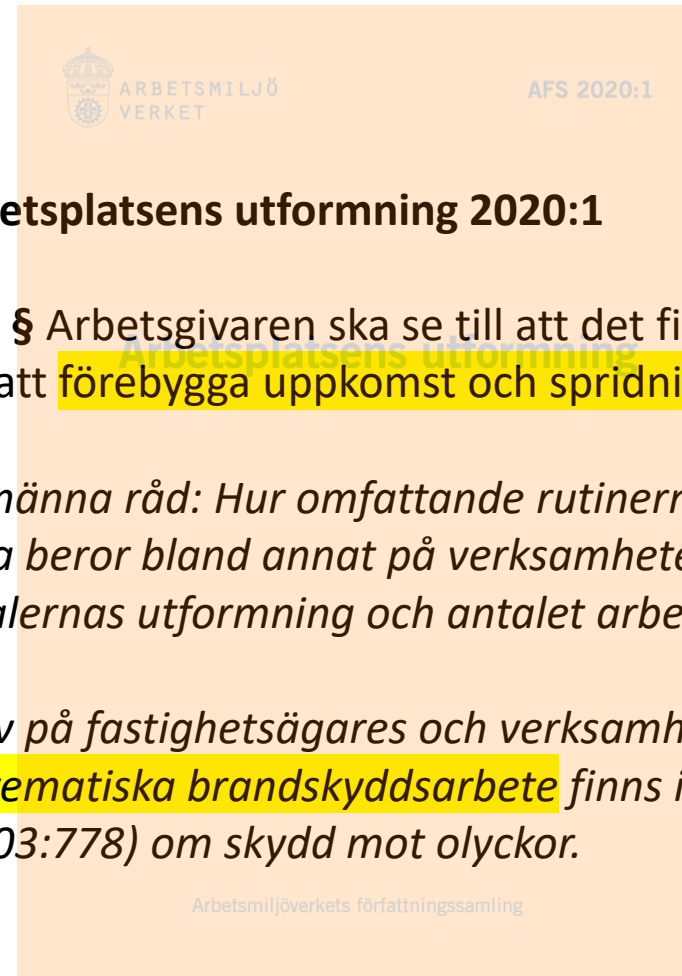 ARBETSMILJÖ
VERKET
AFS 2020:1
etsplatsens utformning 2020:1
§ Arbetsgivaren ska se till att det fi
Arbetsplatsens utformning
att förebygga uppkomst och spridni
nänna råd: Hur omfattande rutinern
a beror bland annat på verksamhete
alernas utformning och antalet arbe
v på fastighetsägares och verksamh
tematiska brandskyddsarbete finns i
03:778) om skydd mot olyckor.
Arbetsmiljöverkets författningssamling